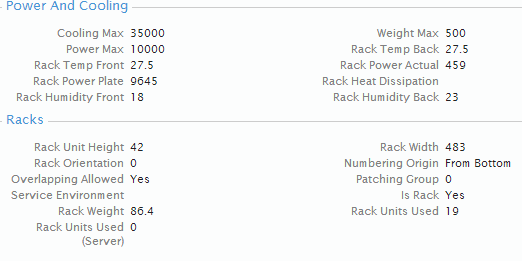 Power And Cooling
Cooling Max 35000 Weight Max 500
Power Max 10000 Rack Temp Back 27.5
Rack Temp Front 27.5 Rack Power Actual 459
Rack Power Plate 9645 Rack Heat Dissipation
Rack Humidity Front 18 Rack Humidity Back 23
Racks
Rack Unit Height 42 Rack Width 483
Rack Orientation 0 Numbering Origin From Bottom
Overlapping Allowed Yes Patching Group 0
Service Environment Is Rack Yes
Rack Weight 86.4 Rack Units Used 19
Rack Units Used 0
(Server)